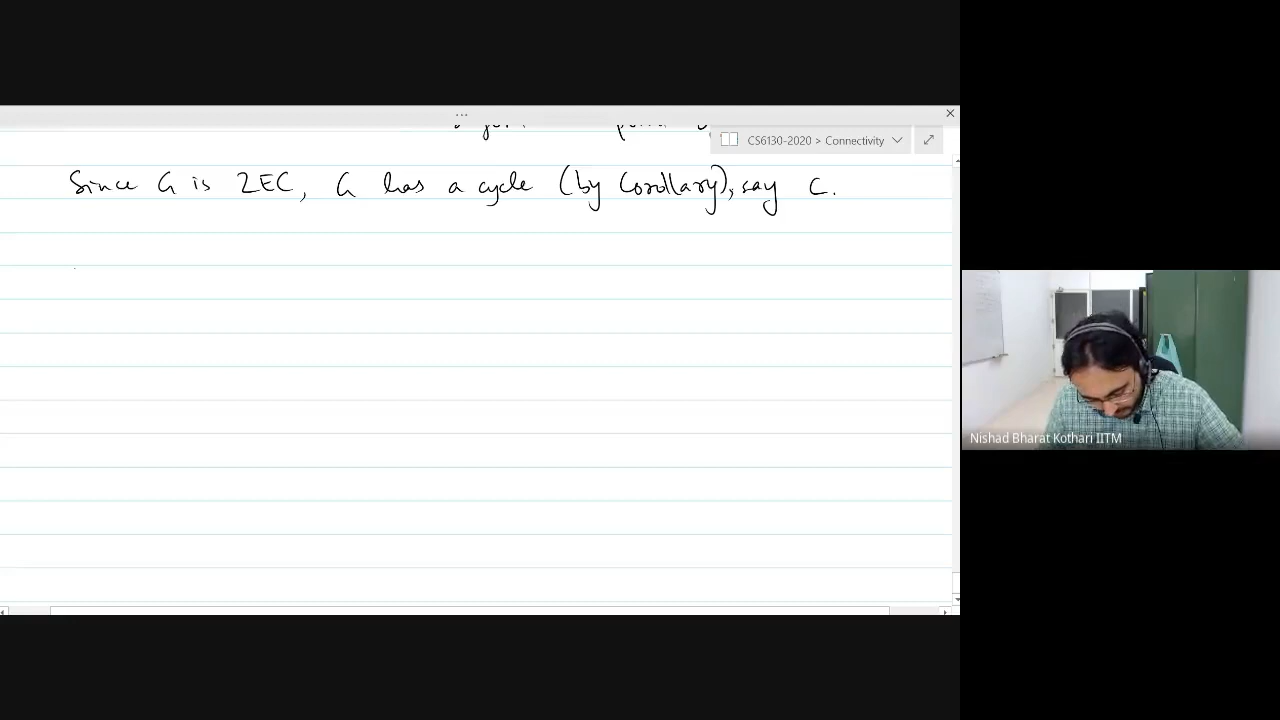 CS6130-2020 > Connectivity
Since G is 2EC, G has a cycle (by Corollary), say C.
Nishad Bharat Kothari IITM